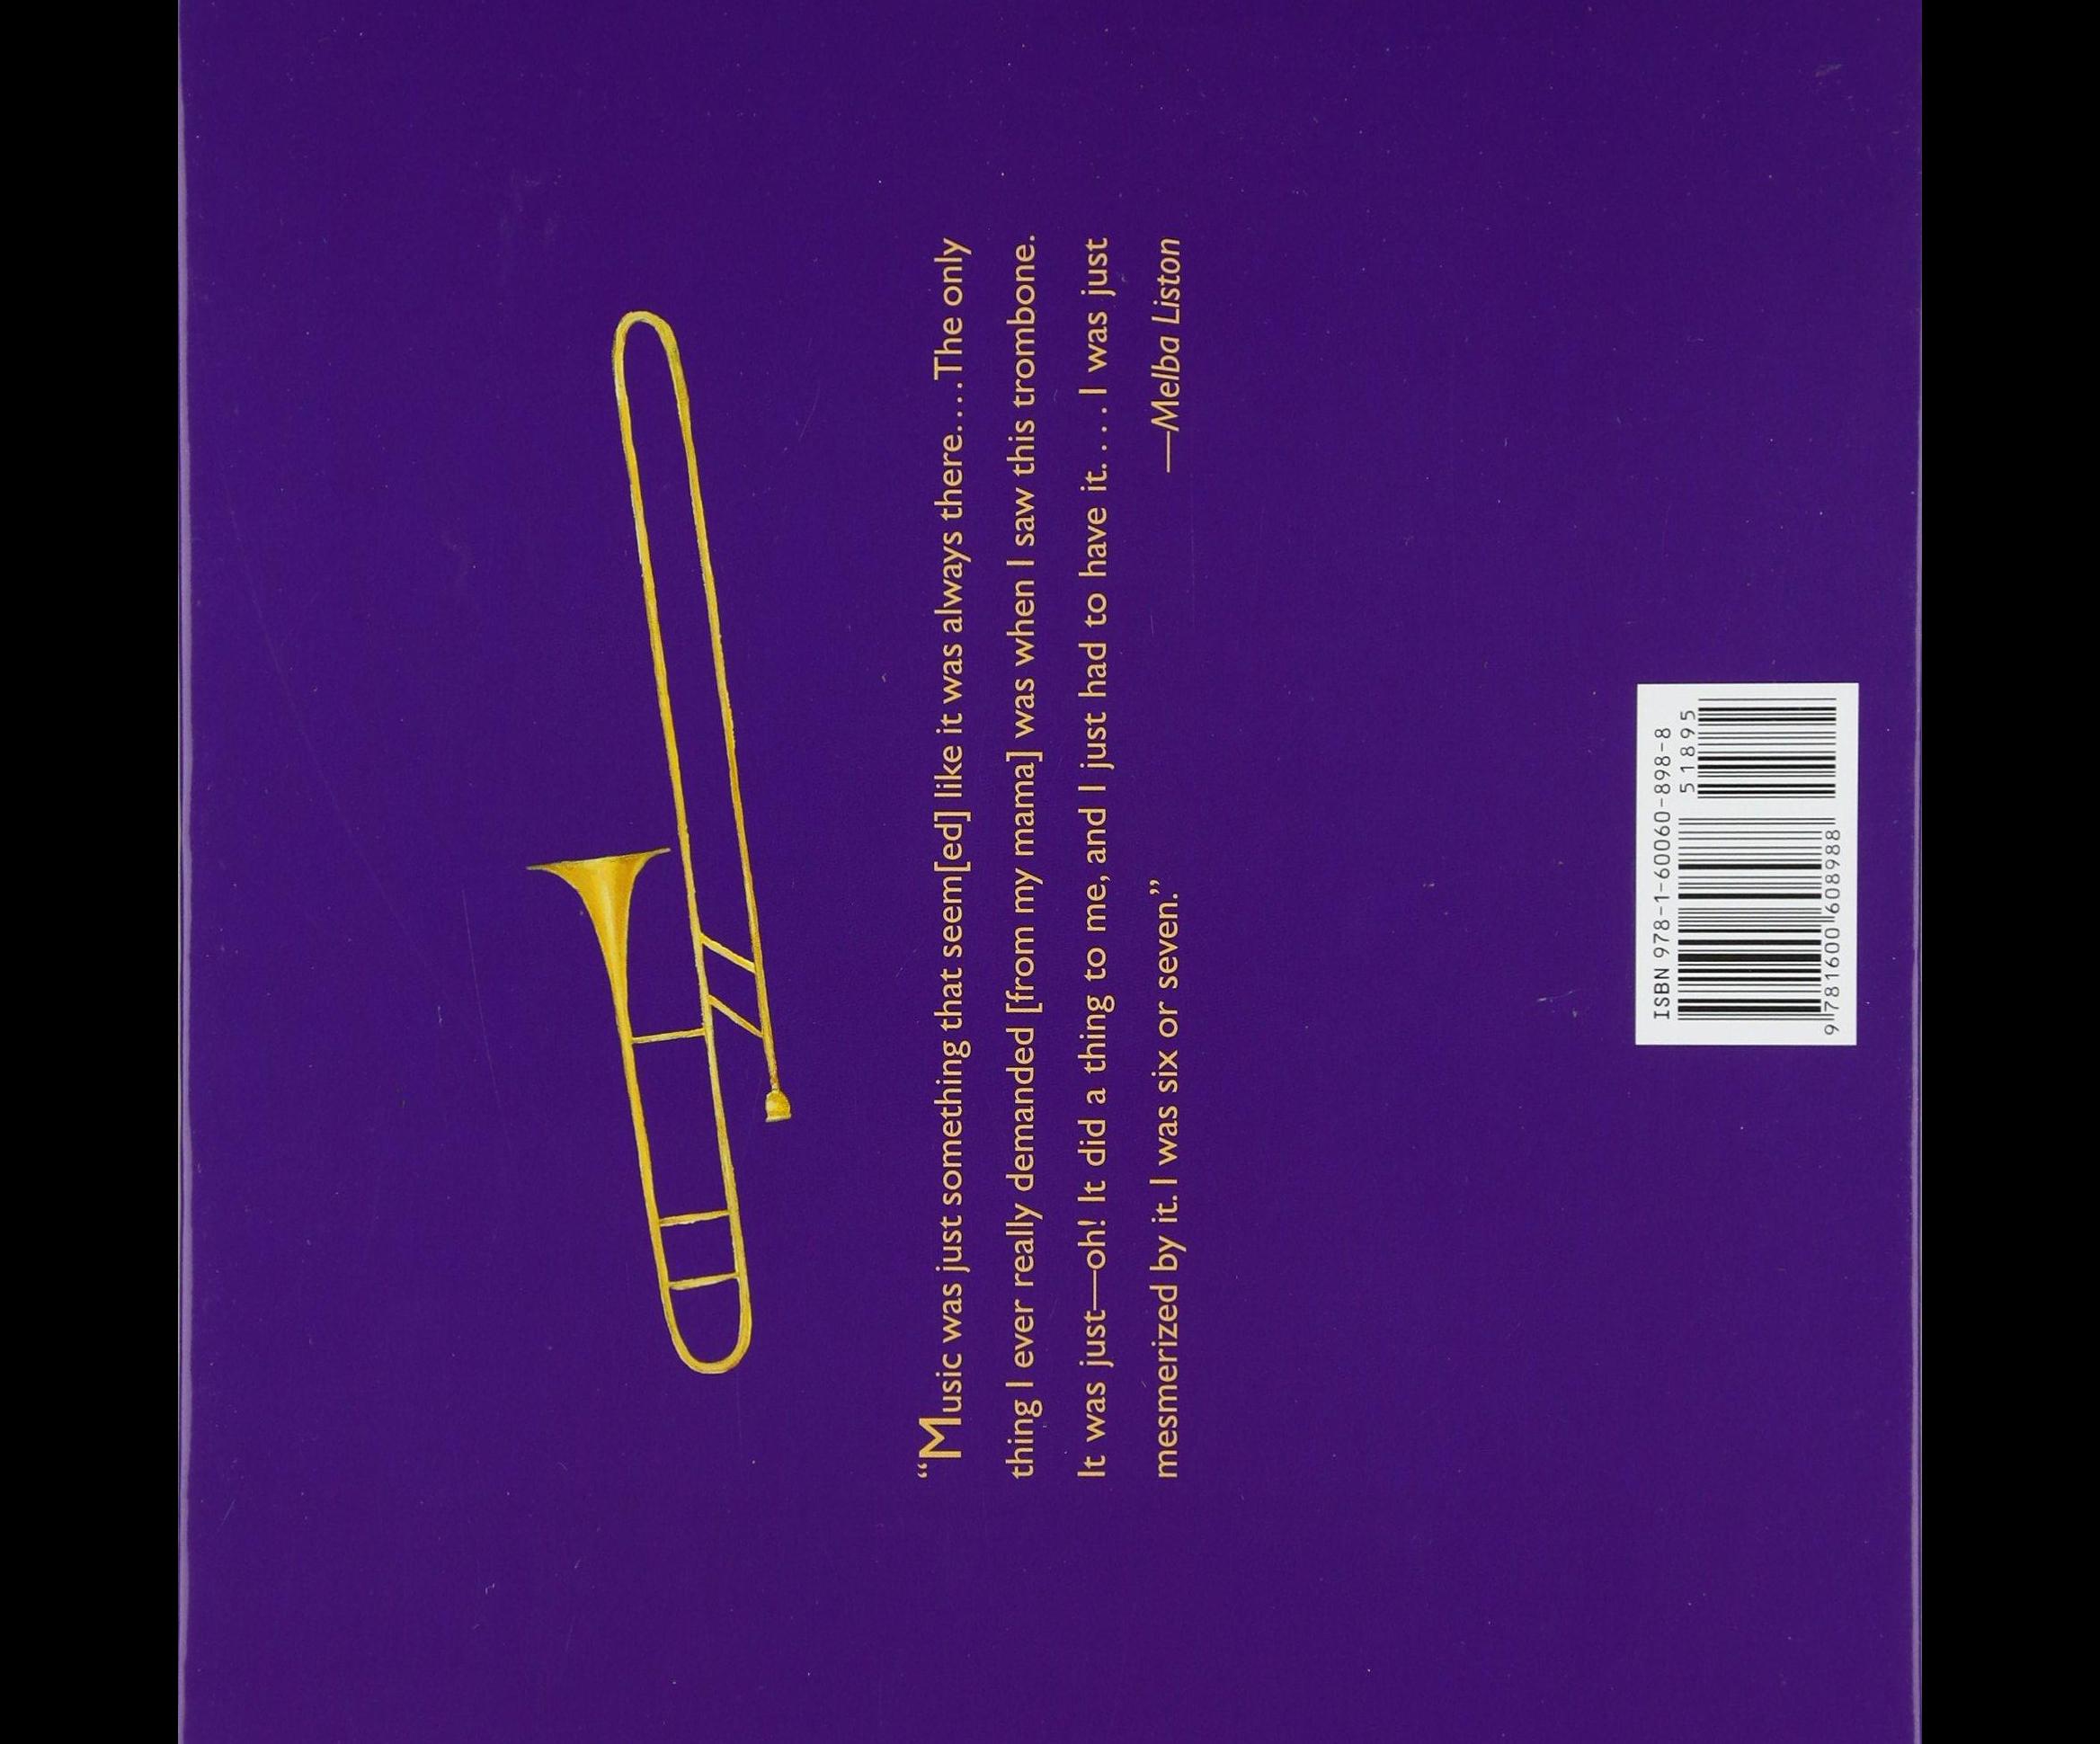 “Music was just something that seem[ed] like it was always there. . . .The only
thing I ever really demanded [from my mama] was when I saw this trombone.
It was just—oh! It did a thing to me, and I just had to have it. . . . I was just
mesmerized by it. I was six or seven.”
—Melba Liston
ISBN 978-1-60060-898-8
51895
9781600608988